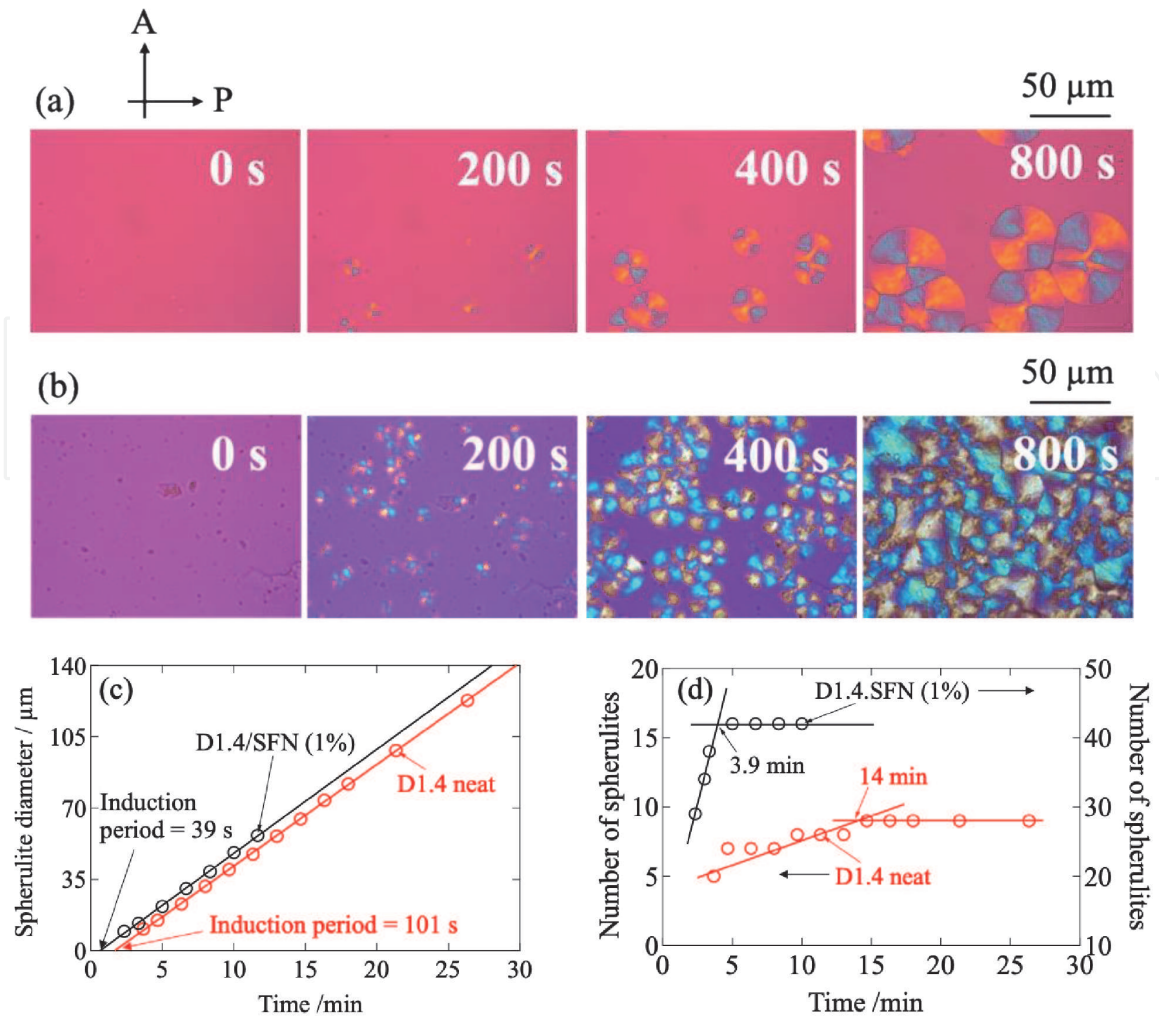 A
P
(a)
50 µm
0 s
200 s
400 s
800 s
(b)
50 µm
0 s
200 s
400 s
800 s
(c)
140
105
70
35
0
Spherulite diameter / µm
D1.4/SFN (1%)
D1.4 neat
Induction
period = 39 s
Induction period = 101 s
0 5 10 15 20 25 30
Time /min
(d)
20
15
10
5
0
Number of spherulites
D1.4.SFN (1%)
3.9 min
14 min
D1.4 neat
50
40
30
20
10
Number of spherulites
0 5 10 15 20 25 30
Time /min